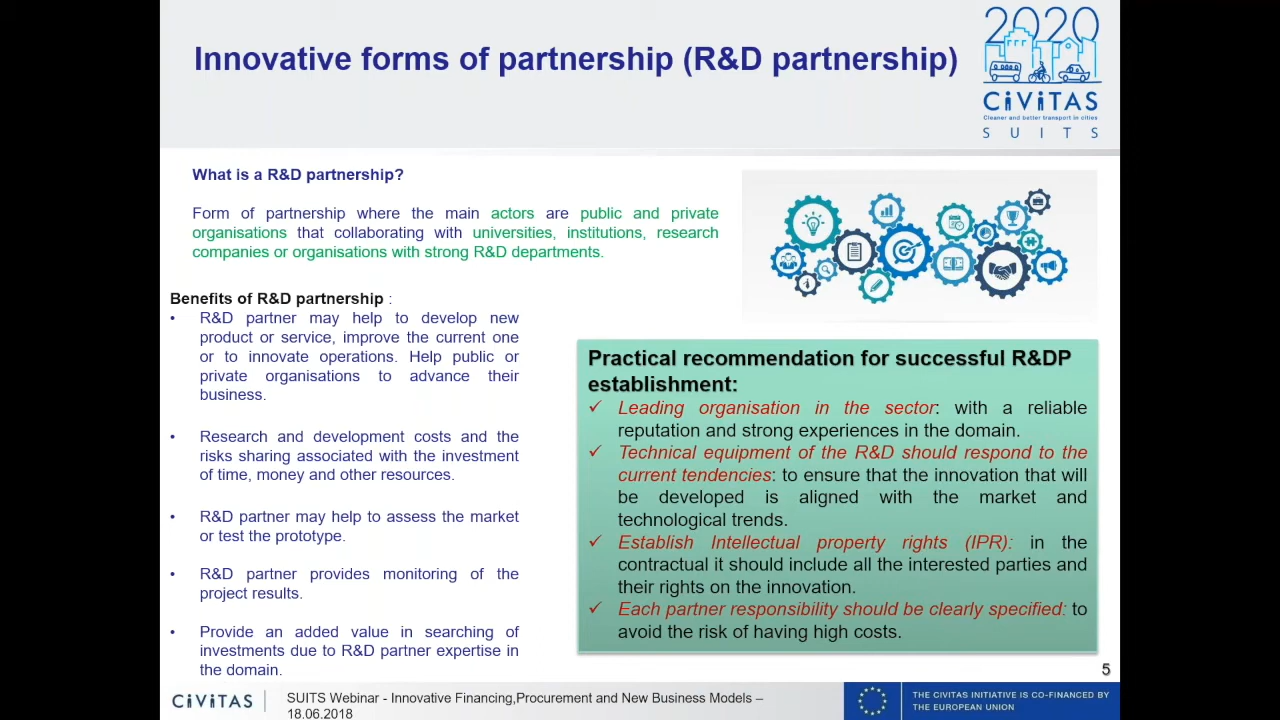 Innovative forms of partnership (R&D partnership)
2020
CiViTAS
Cleaner and better transport in cities
S U I T S
What is a R&D partnership?
Form of partnership where the main actors are public and private
organisations that collaborating with universities, institutions, research
companies or organisations with strong R&D departments.
Benefits of R&D partnership :
• R&D partner may help to develop new
product or service, improve the current one
or to innovate operations. Help public or
private organisations to advance their
business.
• Research and development costs and the
risks sharing associated with the investment
of time, money and other resources.
• R&D partner may help to assess the market
or test the prototype.
• R&D partner provides monitoring of the
project results.
• Provide an added value in searching of
investments due to R&D partner expertise in
the domain.
Practical recommendation for successful R&DP
establishment:
✓ Leading organisation in the sector: with a reliable
reputation and strong experiences in the domain.
✓ Technical equipment of the R&D should respond to the
current tendencies: to ensure that the innovation that will
be developed is aligned with the market and
technological trends.
✓ Establish Intellectual property rights (IPR): in the
contractual it should include all the interested parties and
their rights on the innovation.
✓ Each partner responsibility should be clearly specified: to
avoid the risk of having high costs.
5
CiViTAS
SUITS Webinar - Innovative Financing,Procurement and New Business Models –
18.06.2018
THE CIVITAS INITIATIVE IS CO-FINANCED BY
THE EUROPEAN UNION